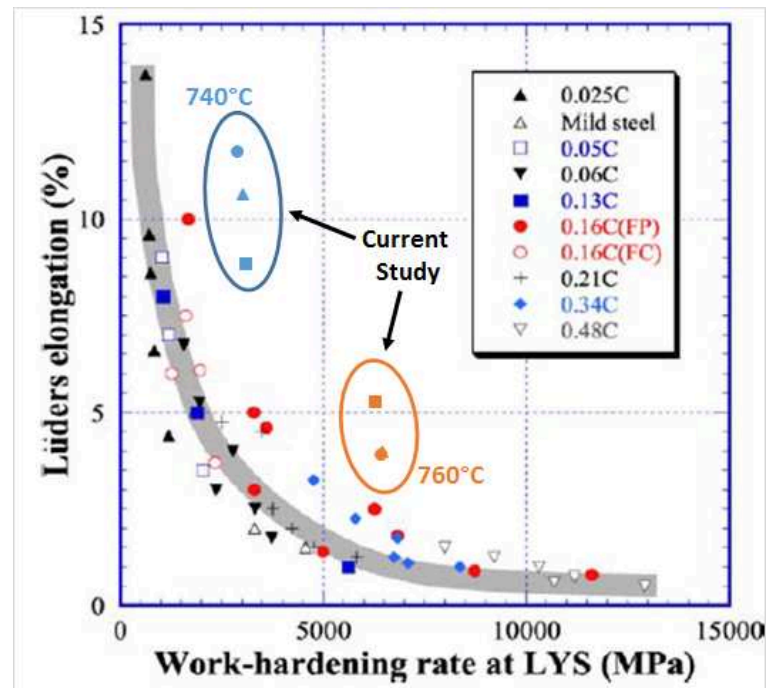 15
10
5
0
0
5000
10000
15000
Lüders elongation (%)
Work-hardening rate at LYS (MPa)
740°C
Current
Study
760°C
0.025C
Mild steel
0.05C
0.06C
0.13C
0.16C(FP)
0.16C(FC)
0.21C
0.34C
0.48C